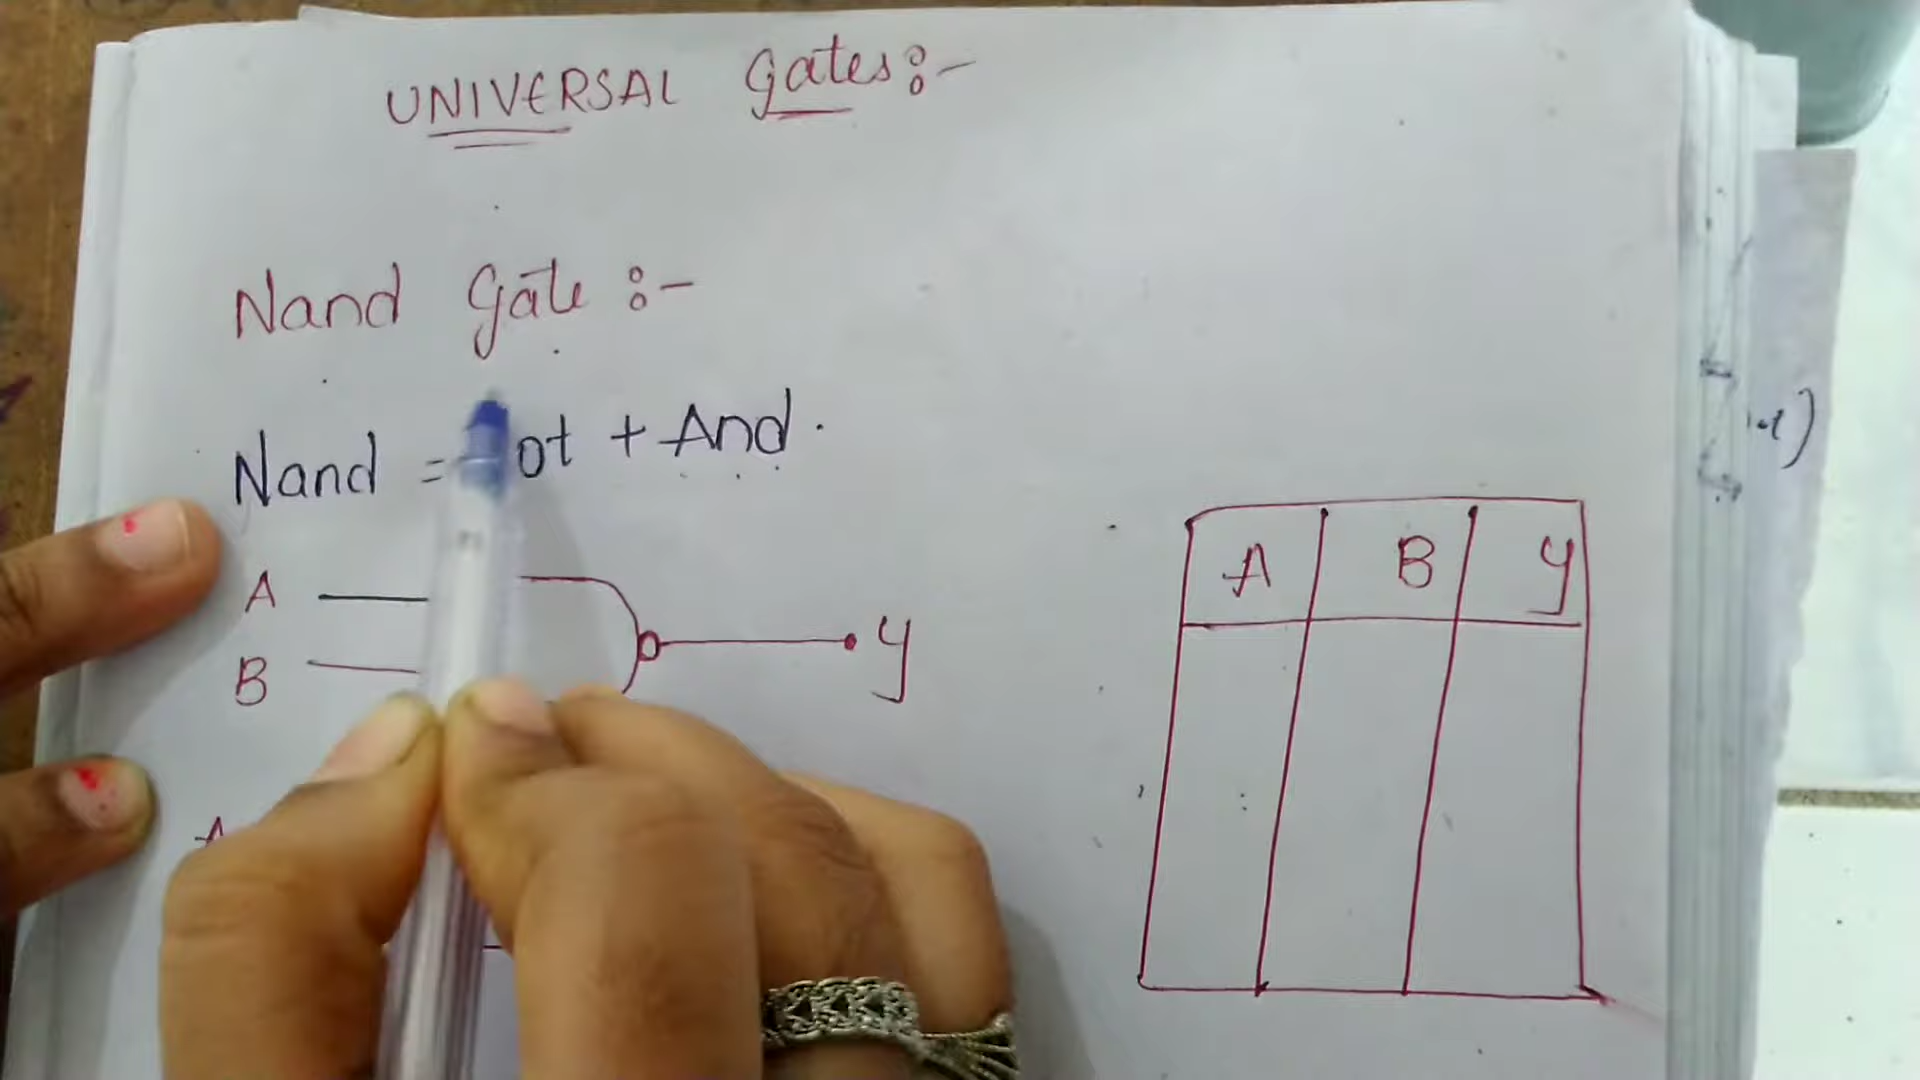 UNIVERSAL Gates:-
Nand Gate :-
Nand = ot + And.
A
B
y
A B y
A